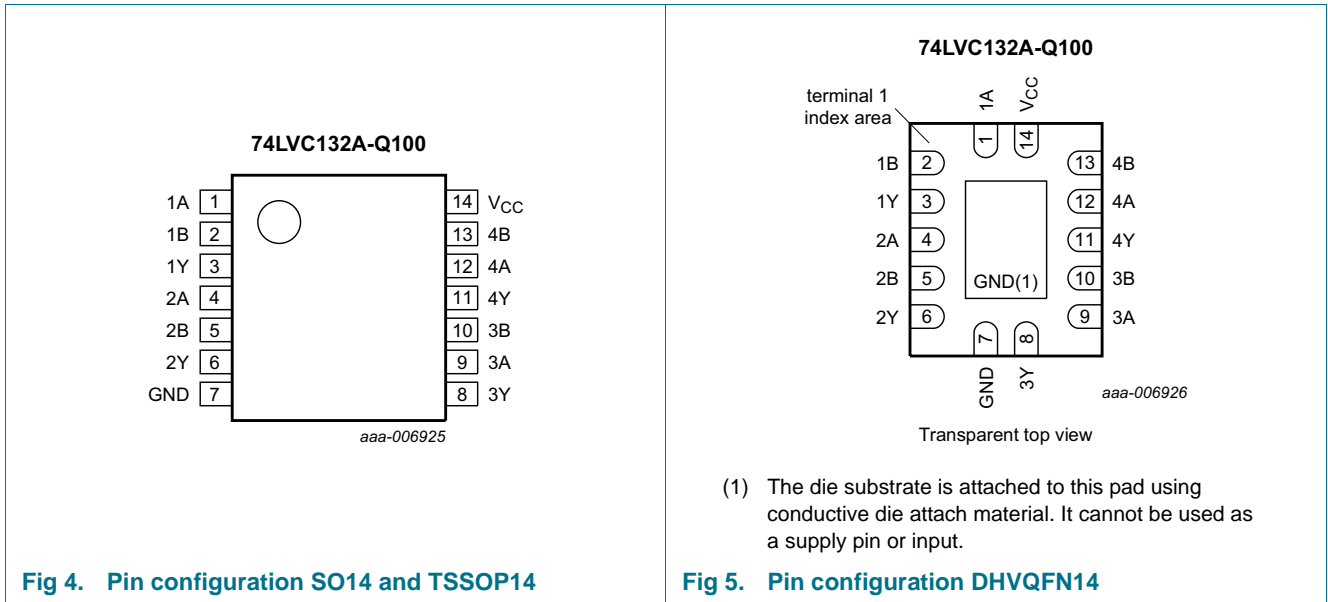 74LVC132A-Q100
1A 1 14 VCC
1B 2 13 4B
1Y 3 12 4A
2A 4 11 4Y
2B 5 10 3B
2Y 6 9 3A
GND 7 8 3Y
aaa-006925
Fig 4. Pin configuration SO14 and TSSOP14
74LVC132A-Q100
terminal 1
index area
1A VCC
1 14
1B 2 13 4B
1Y 3 12 4A
2A 4 11 4Y
2B 5 GND(1) 10 3B
2Y 6 9 3A
7 8
GND 3Y
aaa-006926
Transparent top view
(1) The die substrate is attached to this pad using
conductive die attach material. It cannot be used as
a supply pin or input.
Fig 5. Pin configuration DHVQFN14